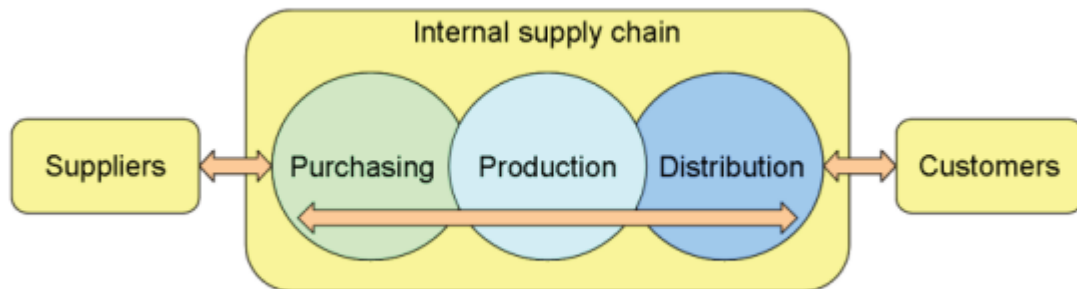 Internal supply chain
Suppliers
Purchasing
Production
Distribution
Customers